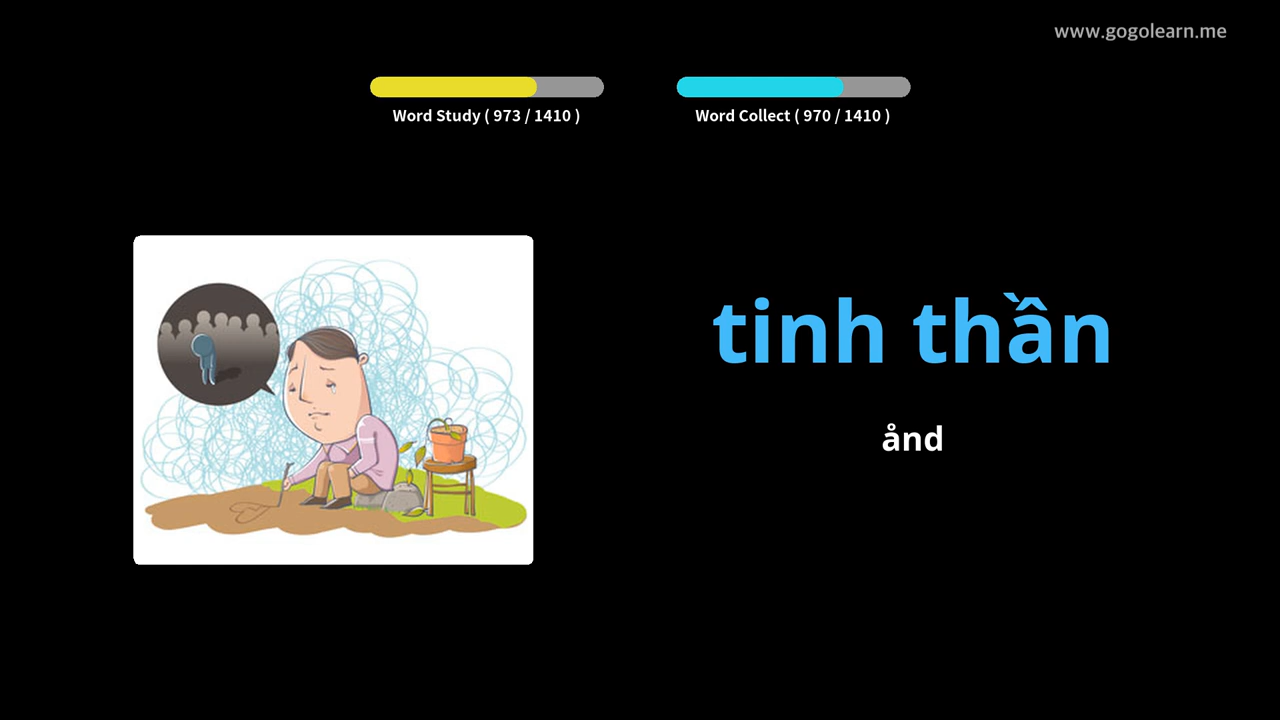 www.gogolearn.me
Word Study ( 973 / 1410 )
Word Collect ( 970 / 1410 )
tinh thần
ånd